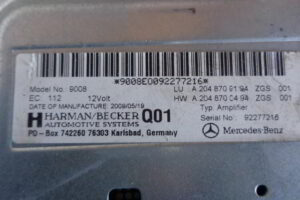 *9008E0092277216*
Model No: 9008 LU A 204 870 91 94 ZGS 001
EC 112 12Volt HW A 204 870 04 94 ZGS 001
DATE OF MANUFACTURE: 2009/05/19 Typ. Amplifier
HARMAN/BECKER Q01 Serial No.: 92277216
AUTOMOTIVE SYSTEMS Mercedes-Benz
PO-Box 742260 76303 Karlsbad, Germany